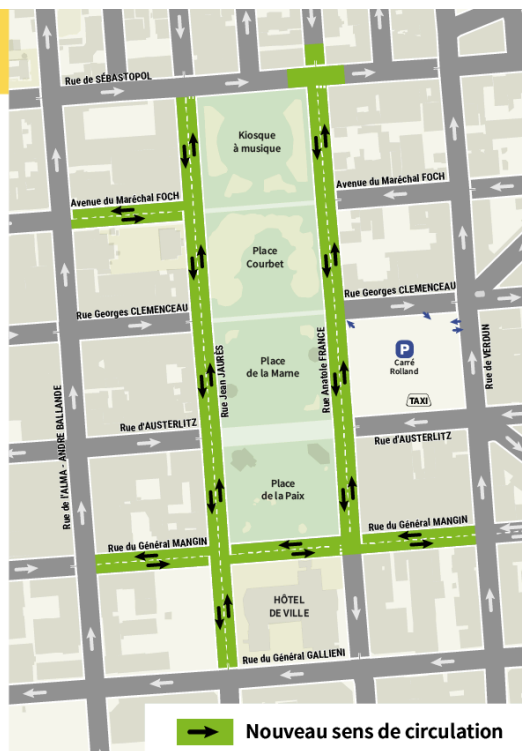 Rue de SÉBASTOPOL
Kiosque
à musique
Avenue du Maréchal FOCH
Avenue du Maréchal FOCH
Place
Courbet
Rue Georges CLEMENCEAU
Rue Georges CLEMENCEAU
Rue Jean JAURÈS
Place
de la Marne
Rue Anatole FRANCE
P
Carré
Rolland
TAXI
Rue de VERDUN
Rue de l'ALMA - ANDRE BALLANDE
Rue d'AUSTERLITZ
Rue d'AUSTERLITZ
Place
de la Paix
Rue du Général MANGIN
Rue du Général MANGIN
HÔTEL
DE VILLE
Rue du Général GALLIENI
Nouveau sens de circulation